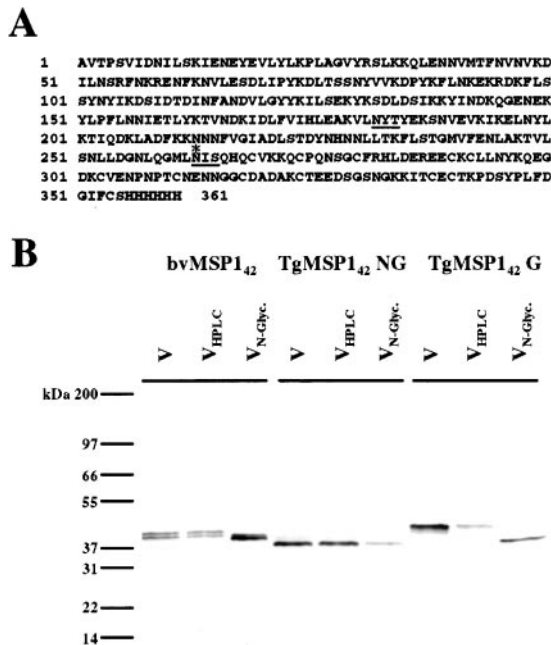 A
1 AVTPSVIDNILSKIENEYEVLYLKPLAGVYRSLKKQLENNVMTFNVNVKD
51 ILNSRFNKRENFKNVLESDLIPYKDLTSSNYVVKDPYKFLNKEKRDKFLS
101 SYNYIKDSIDTDINFANDVLGYYKILSEKYKSDLDSIKKYINDKQGENEK
151 YLPFLNNIETLYKTVNDKIDLFVIHLEAKVLNYTYEKSNVEVKIKELNYL
201 KTIQDKLADFKKNNNFVGIADLSTDYNHNNLLTKFLSTGMVFENLAKTVL
*
251 SNLLDGNLQGMLNISQHQCVKKQCPQNSGCFRHLDEREECKCLLNYKQEG
301 DKCVENPNPTCNENNGGCDADAKCTEEDSGSNGKKITCECTKPDSYPLFD
351 GIFCSHHHHHH 361
B
bvMSP1₄₂ TgMSP1₄₂ NG TgMSP1₄₂ G
V V_HPLC V_N-Glyc. V V_HPLC V_N-Glyc. V V_HPLC V_N-Glyc.
kDa 200
97
66
55
37
31
22
14